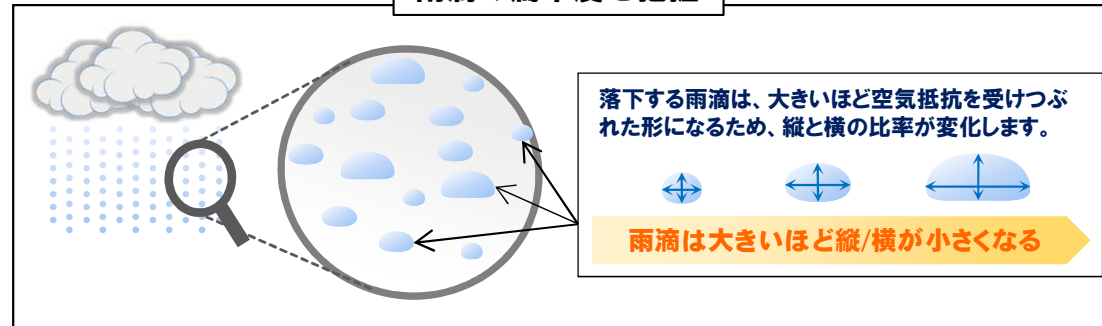 落下する雨滴は、大きいほど空気抵抗を受けつぶ
れた形になるため、縦と横の比率が変化します。
雨滴は大きいほど縦/横が小さくなる